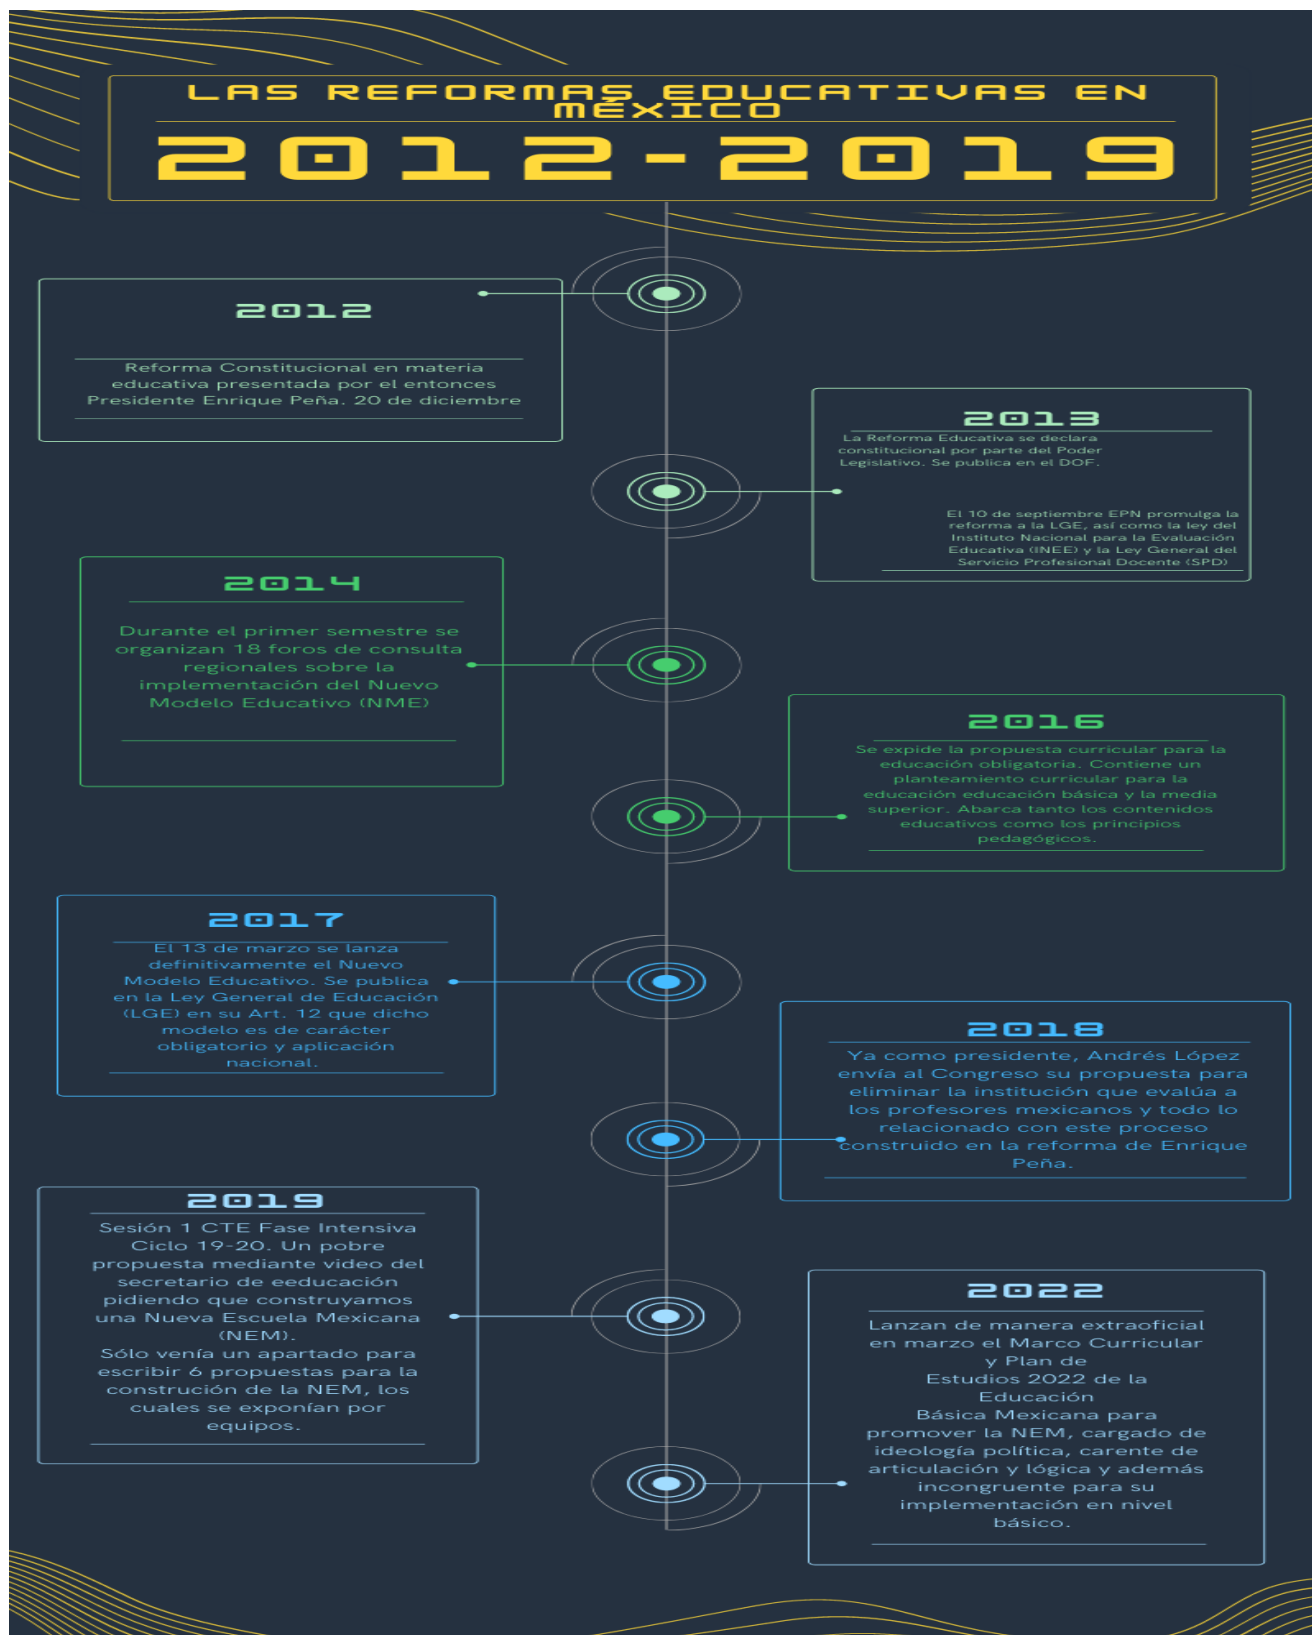 LAS REFORMAS EDUCATIVAS EN
MÉXICO
2012-2019
2012
Reforma Constitucional en materia
educativa presentada por el entonces
Presidente Enrique Peña. 20 de diciembre
2013
La Reforma Educativa se declara
constitucional por parte del Poder
Legislativo. Se publica en el DOF.
El 10 de septiembre EPN promulga la
reforma a la LGE, así como la ley del
Instituto Nacional para la Evaluación
Educativa (INEE) y la Ley General del
Servicio Profesional Docente (SPD)
2014
Durante el primer semestre se
organizan 18 foros de consulta
regionales sobre la
implementación del Nuevo
Modelo Educativo (NME)
2016
Se expide la propuesta curricular para la
educación obligatoria. Contiene un
planteamiento curricular para la
educación educación básica y la media
superior. Abarca tanto los contenidos
educativos como los principios
pedagógicos.
2017
El 13 de marzo se lanza
definitivamente el Nuevo
Modelo Educativo. Se publica
en la Ley General de Educación
(LGE) en su Art. 12 que dicho
modelo es de carácter
obligatorio y aplicación
nacional.
2018
Ya como presidente, Andrés López
envía al Congreso su propuesta para
eliminar la institución que evalúa a
los profesores mexicanos y todo lo
relacionado con este proceso
construido en la reforma de Enrique
Peña.
2019
Sesión 1 CTE Fase Intensiva
Ciclo 19-20. Un pobre
propuesta mediante video del
secretario de eeducación
pidiendo que construyamos
una Nueva Escuela Mexicana
(NEM).
Sólo venía un apartado para
escribir 6 propuestas para la
construción de la NEM, los
cuales se exponían por
equipos.
2022
Lanzan de manera extraoficial
en marzo el Marco Curricular
y Plan de
Estudios 2022 de la
Educación
Básica Mexicana para
promover la NEM, cargado de
ideología política, carente de
articulación y lógica y además
incongruente para su
implementación en nivel
básico.